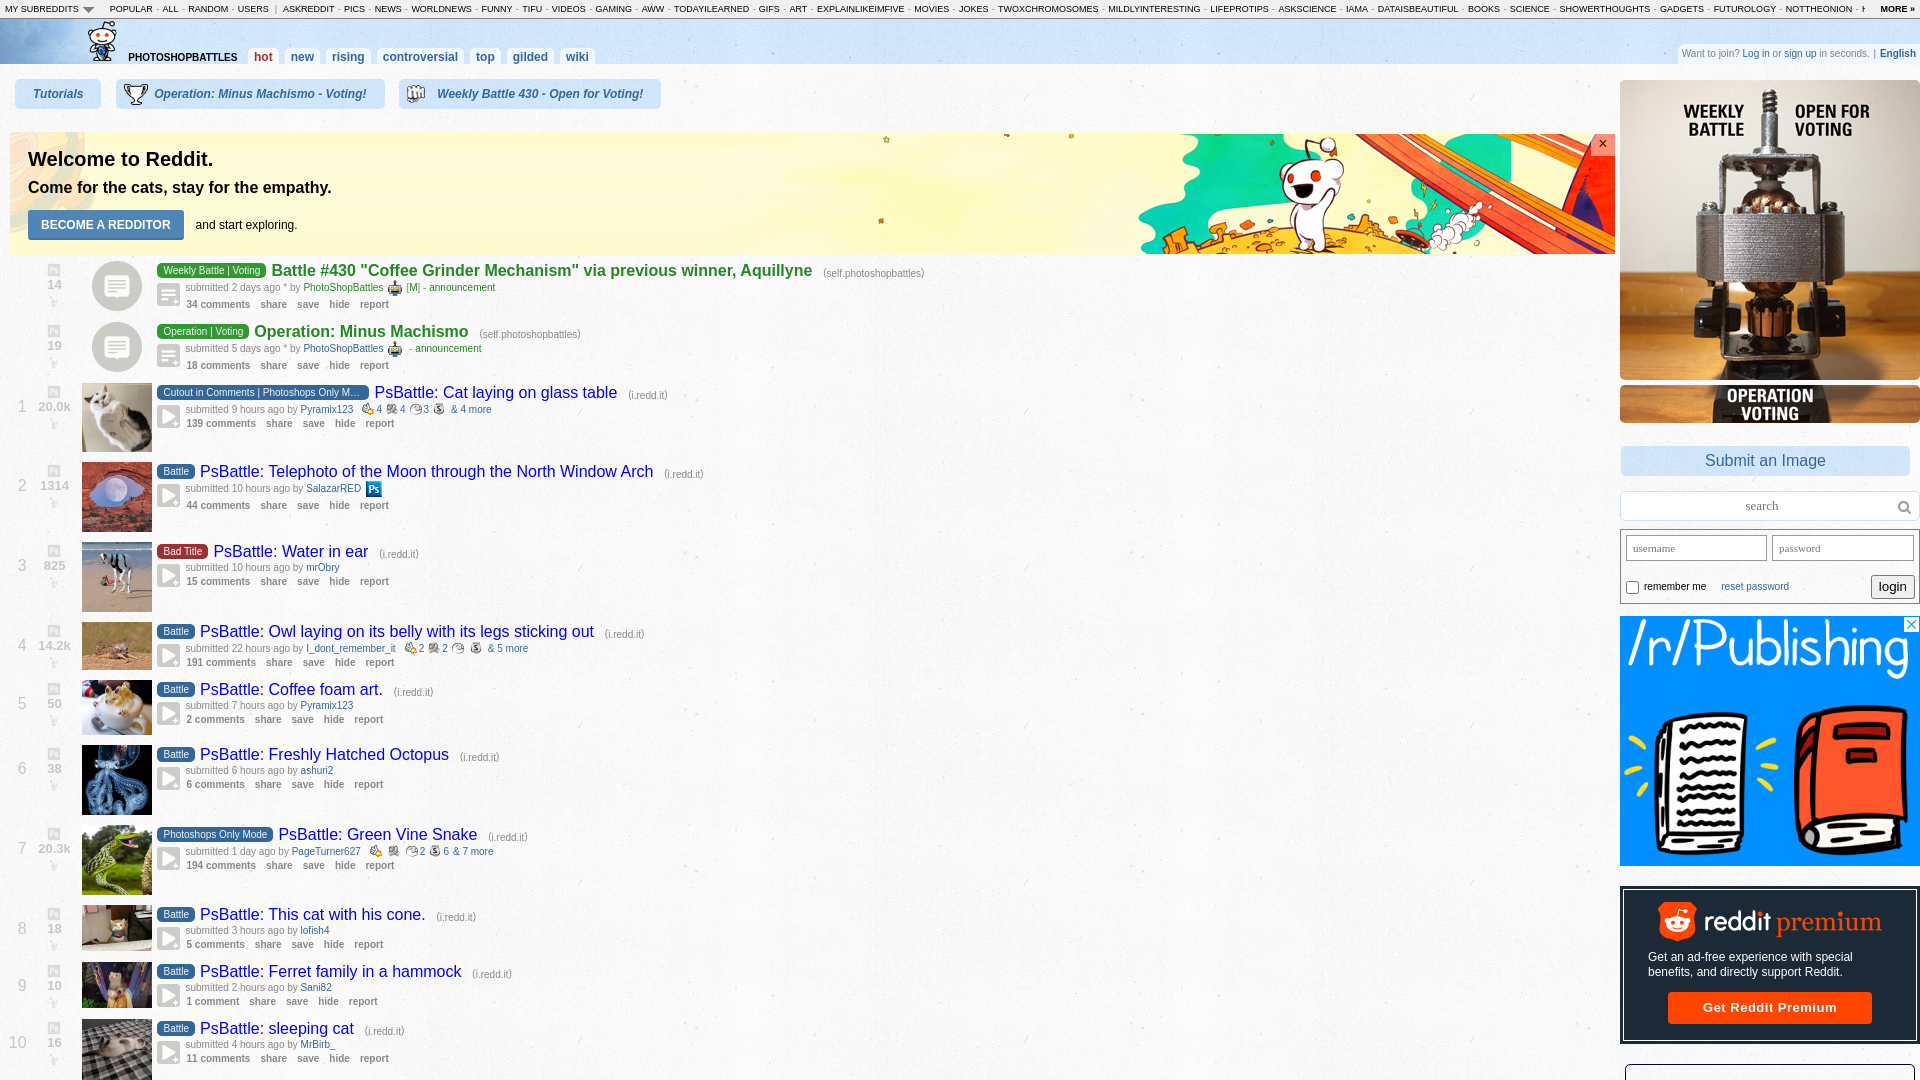 MY SUBREDDITS POPULAR - ALL - RANDOM - USERS | ASKREDDIT - PICS - NEWS - WORLDNEWS - FUNNY - TIFU - VIDEOS - GAMING - AWW - TODAYILEARNED - GIFS - ART - EXPLAINLIKEIMFIVE - MOVIES - JOKES - TWOXCHROMOSOMES - MILDLYINTERESTING - LIFEPROTIPS - ASKSCIENCE - IAMA - DATAISBEAUTIFUL - BOOKS - SCIENCE - SHOWERTHOUGHTS - GADGETS - FUTUROLOGY - NOTTHEONION - MORE »
PHOTOSHOPBATTLES hot new rising controversial top gilded wiki
Want to join? Log in or sign up in seconds. | English
Tutorials Operation: Minus Machismo - Voting! Weekly Battle 430 - Open for Voting!
Welcome to Reddit.
Come for the cats, stay for the empathy.
BECOME A REDDITOR and start exploring.
×
Weekly Battle | Voting Battle #430 "Coffee Grinder Mechanism" via previous winner, Aquillyne (self.photoshopbattles)
14 submitted 2 days ago * by PhotoShopBattles [M] - announcement
34 comments share save hide report
Operation | Voting Operation: Minus Machismo (self.photoshopbattles)
19 submitted 5 days ago * by PhotoShopBattles - announcement
18 comments share save hide report
Cutout in Comments | Photoshops Only M... PsBattle: Cat laying on glass table (i.redd.it)
1 20.0k submitted 9 hours ago by Pyramix123 4 4 3 & 4 more
139 comments share save hide report
Battle PsBattle: Telephoto of the Moon through the North Window Arch (i.redd.it)
2 1314 submitted 10 hours ago by SalazarRED Ps
44 comments share save hide report
Bad Title PsBattle: Water in ear (i.redd.it)
3 825 submitted 10 hours ago by mrObry
15 comments share save hide report
Battle PsBattle: Owl laying on its belly with its legs sticking out (i.redd.it)
4 14.2k submitted 22 hours ago by I_dont_remember_it 2 2 & 5 more
191 comments share save hide report
Battle PsBattle: Coffee foam art. (i.redd.it)
5 50 submitted 7 hours ago by Pyramix123
2 comments share save hide report
Battle PsBattle: Freshly Hatched Octopus (i.redd.it)
6 38 submitted 6 hours ago by ashuri2
6 comments share save hide report
Photoshops Only Mode PsBattle: Green Vine Snake (i.redd.it)
7 20.3k submitted 1 day ago by PageTurner627 2 6 & 7 more
194 comments share save hide report
Battle PsBattle: This cat with his cone. (i.redd.it)
8 18 submitted 3 hours ago by lofish4
5 comments share save hide report
Battle PsBattle: Ferret family in a hammock (i.redd.it)
9 10 submitted 2 hours ago by Sani82
1 comment share save hide report
Battle PsBattle: sleeping cat (i.redd.it)
10 16 submitted 4 hours ago by MrBirb_
11 comments share save hide report
WEEKLY BATTLE
OPEN FOR VOTING
OPERATION
VOTING
Submit an Image
search
username password
remember me reset password login
/r/Publishing
reddit premium
Get an ad-free experience with special
benefits, and directly support Reddit.
Get Reddit Premium